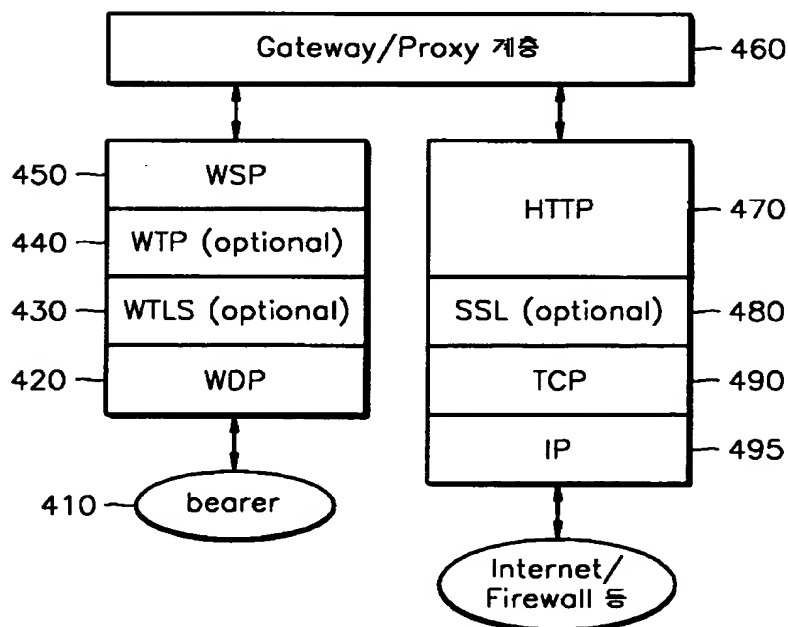 Gateway/Proxy 계층
460
450
WSP
440
WTP (optional)
430
WTLS (optional)
420
WDP
410
bearer
HTTP
470
SSL (optional)
480
TCP
490
IP
495
Internet/
Firewall 등